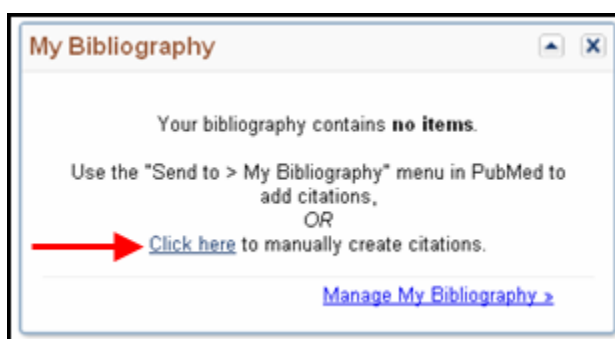 My Bibliography
Your bibliography contains no items.
Use the "Send to > My Bibliography" menu in PubMed to
add citations,
OR
Click here to manually create citations.
Manage My Bibliography »